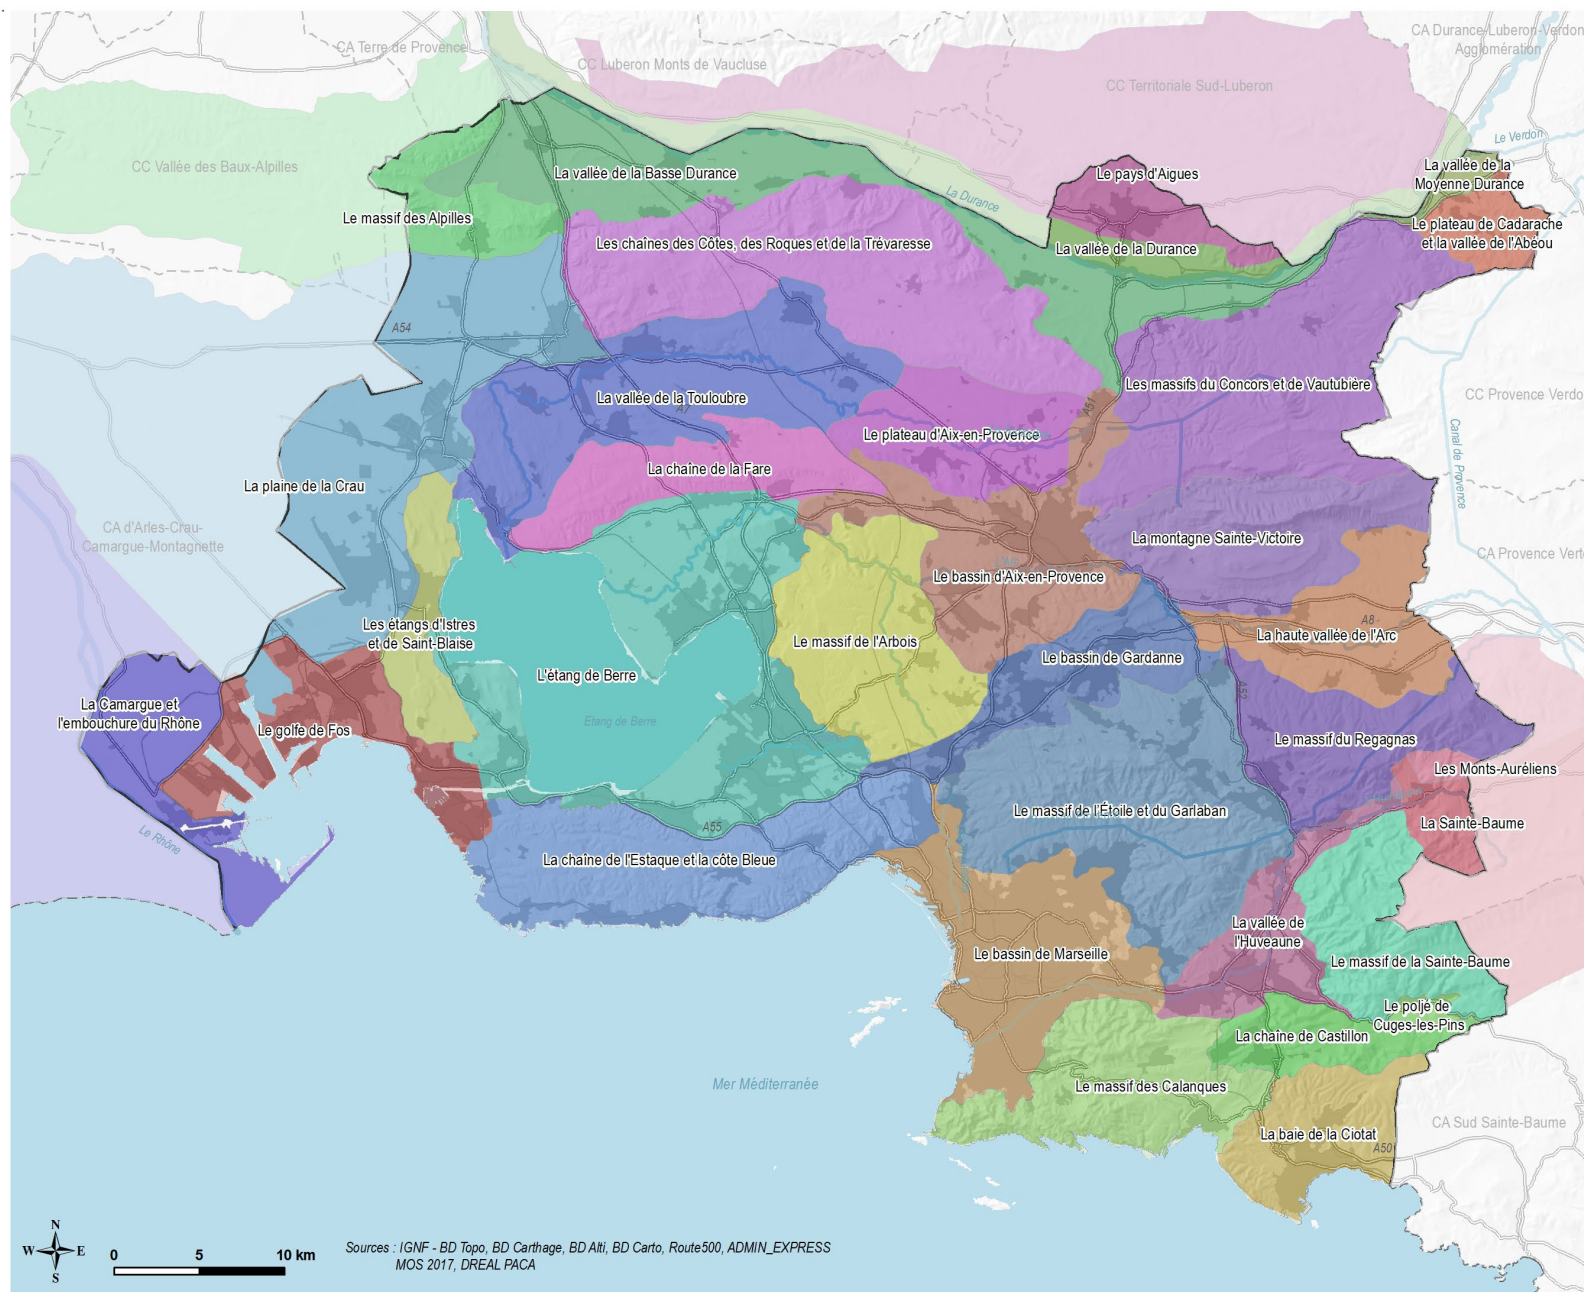 CA Durance-Luberon-Verdon
Agglomération
CA Terre de Provence
CC Luberon Monts de Vaucluse
CC Territoriale Sud-Luberon
Le Verdon
CC Vallée des Baux-Alpilles
La vallée de la Basse Durance
Le pays d'Aigues
La vallée de la
Moyenne Durance
La Durance
Le massif des Alpilles
Le plateau de Cadarache
et la vallée de l'Abéou
Les chaînes des Côtes, des Roques et de la Trévaresse
La vallée de la Durance
A54
Les massifs du Concors et de Vautubière
CC Provence Verdo
La vallée de la Touloubre
A7
A51
Le plateau d'Aix-en-Provence
Canal de Provence
La chaîne de la Fare
La plaine de la Crau
CA d'Arles-Crau-
Camargue-Montagnette
La montagne Sainte-Victoire
CA Provence Verte
Le bassin d'Aix-en-Provence
Les étangs d'Istres
et de Saint-Blaise
A8
La haute vallée de l'Arc
Le massif de l'Arbois
Le bassin de Gardanne
L'étang de Berre
A52
La Camargue et
l'embouchure du Rhône
Etang de Berre
Le golfe de Fos
Le massif du Regagnas
Les Monts-Auréliens
Le massif de l'Étoile et du Garlaban
La Sainte-Baume
A55
Le Rhône
La chaîne de l'Estaque et la côte Bleue
La vallée de
l'Huveaune
Le bassin de Marseille
Le massif de la Sainte-Baume
Le poljé de
Cuges-les-Pins
La chaîne de Castillon
Mer Méditerranée
Le massif des Calanques
CA Sud Sainte-Baume
La baie de la Ciotat
A50
N
W E
S
0 5 10 km
Sources : IGNF - BD Topo, BD Carthage, BD Alti, BD Carto, Route500, ADMIN_EXPRESS
MOS 2017, DREAL PACA